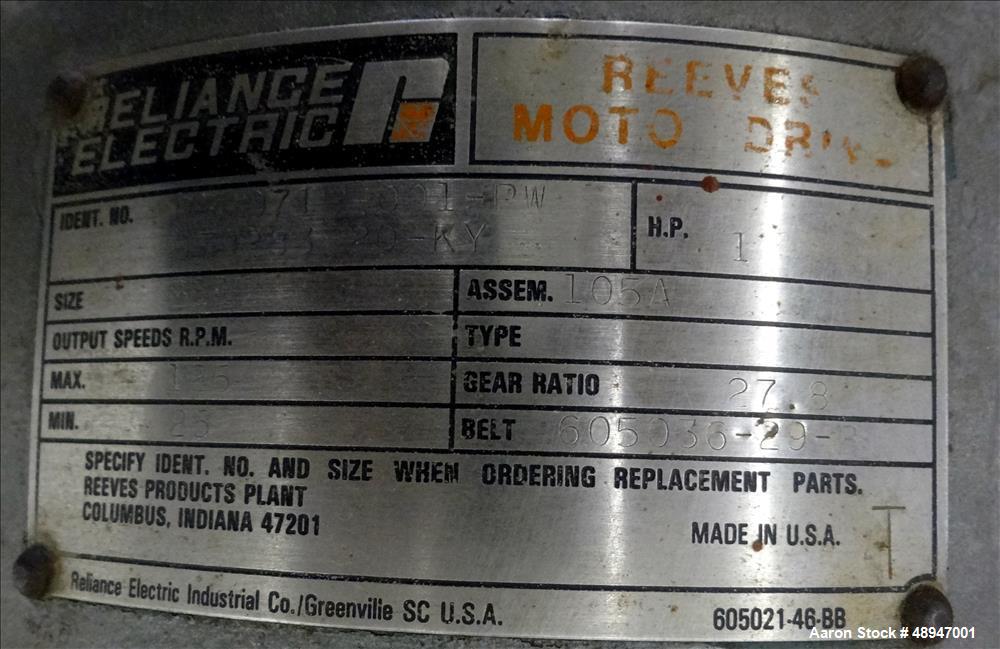 RELIANCE
ELECTRIC
REEVES
MOTO DRIVE
IDENT. NO.
H.P. 1
SIZE
ASSEM. 105A
OUTPUT SPEEDS R.P.M.
TYPE
MAX.
GEAR RATIO 27.8
MIN. 25
BELT
SPECIFY IDENT. NO. AND SIZE WHEN ORDERING REPLACEMENT PARTS.
REEVES PRODUCTS PLANT
COLUMBUS, INDIANA 47201
MADE IN U.S.A.
T
Reliance Electric Industrial Co./Greenville SC U.S.A.
605021-46-BB
Aaron Stock # 48947001